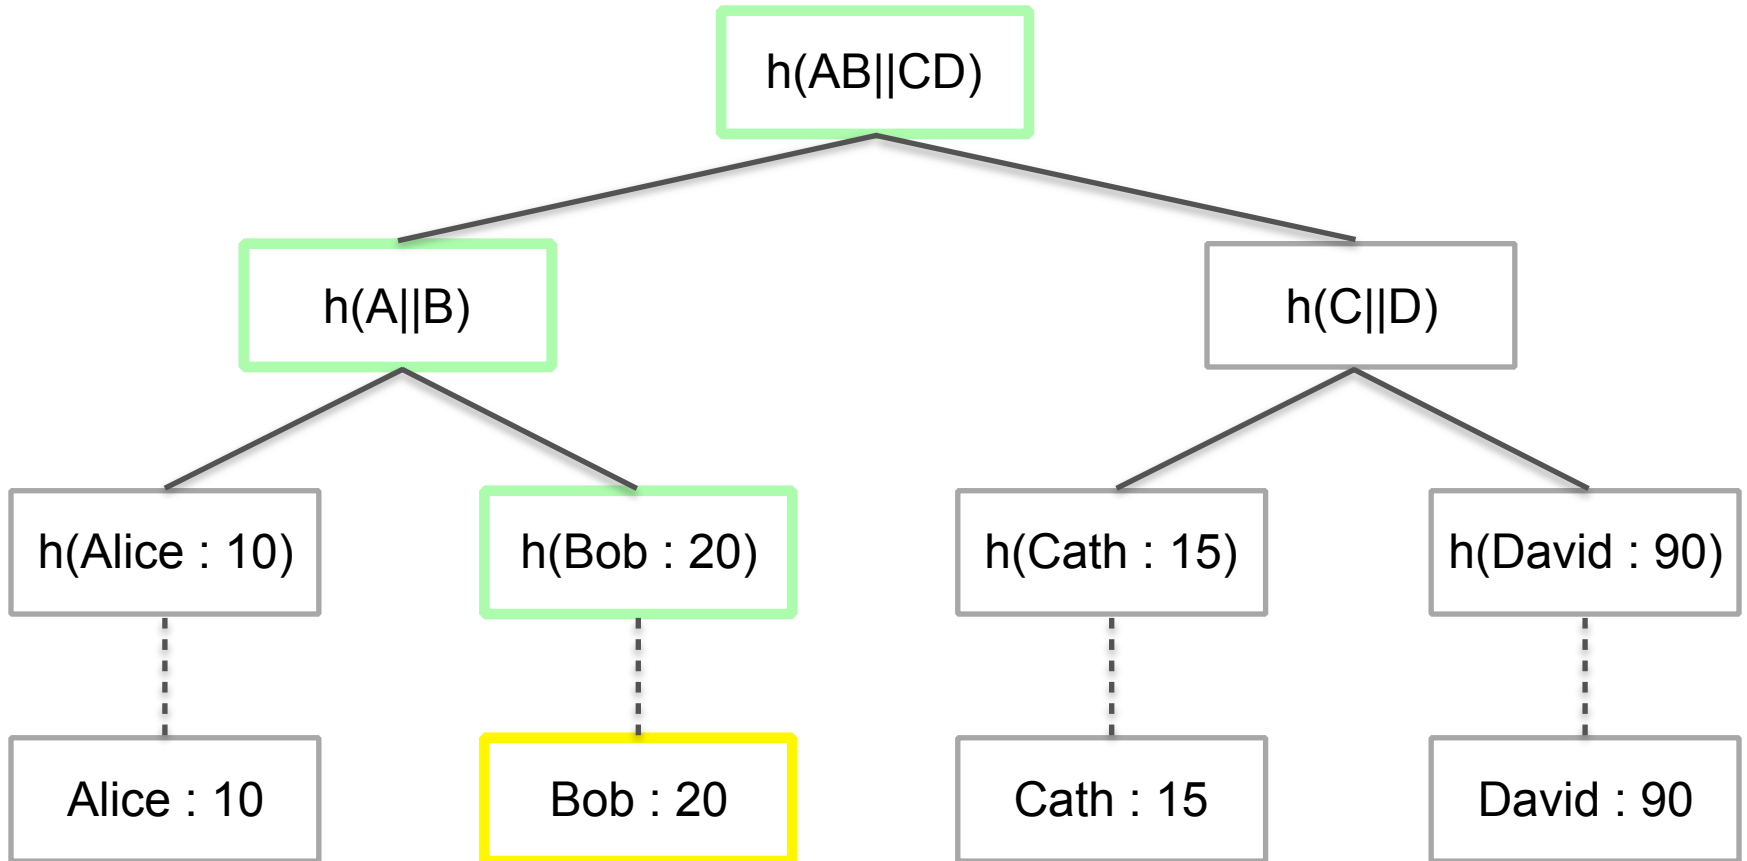 h(AB||CD)
h(A||B)
h(C||D)
h(Alice : 10)
h(Bob : 20)
h(Cath : 15)
h(David : 90)
Alice : 10
Bob : 20
Cath : 15
David : 90